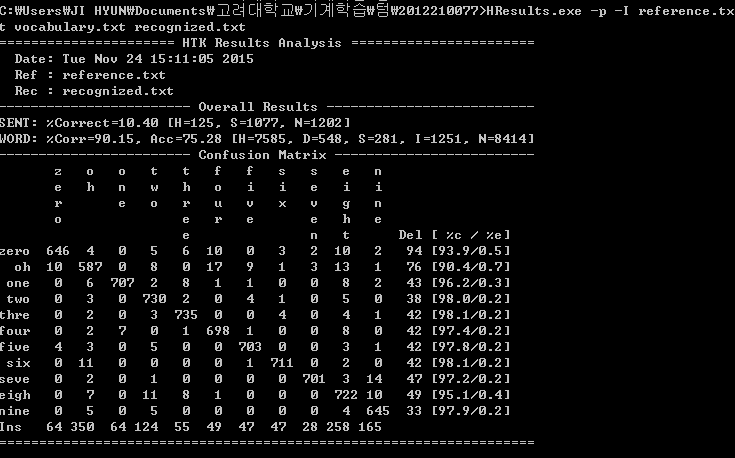 C:₩Users₩JI HYUN₩Documents₩고려대학교₩기계학습₩텀₩2012210077>HResults.exe -p -I reference.tx
t vocabulary.txt recognized.txt
====================== HTK Results Analysis =======================
  Date: Tue Nov 24 15:11:05 2015
  Ref : reference.txt
  Rec : recognized.txt
------------------------ Overall Results --------------------------
SENT: %Correct=10.40 [H=125, S=1077, N=1202]
WORD: %Corr=90.15, Acc=75.28 [H=7585, D=548, S=281, I=1251, N=8414]
------------------------ Confusion Matrix -------------------------
z o o t t f f s s e n
e h n w h o i i e i i
r e o r u v x v g n
o e r e e h e
e n t Del [ %c / %e]
zero 646 4 0 5 6 10 0 3 2 10 2 94 [93.9/0.5]
oh 10 587 0 8 0 17 9 1 3 13 1 76 [90.4/0.7]
one 0 6 707 2 8 1 1 0 0 8 2 43 [96.2/0.3]
two 0 3 0 730 2 0 4 1 0 5 0 38 [98.0/0.2]
thre 0 2 0 3 735 0 0 4 0 4 1 42 [98.1/0.2]
four 0 2 7 0 1 698 1 0 0 8 0 42 [97.4/0.2]
five 4 3 0 5 0 0 703 0 0 3 1 42 [97.8/0.2]
six 0 11 0 0 0 0 1 711 0 2 0 42 [98.1/0.2]
seve 0 2 0 1 0 0 0 0 701 3 14 47 [97.2/0.2]
eigh 0 7 0 11 8 1 0 0 0 722 10 49 [95.1/0.4]
nine 0 5 0 5 0 0 0 0 0 4 645 33 [97.9/0.2]
Ins 64 350 64 124 55 49 47 47 28 258 165
===================================================================